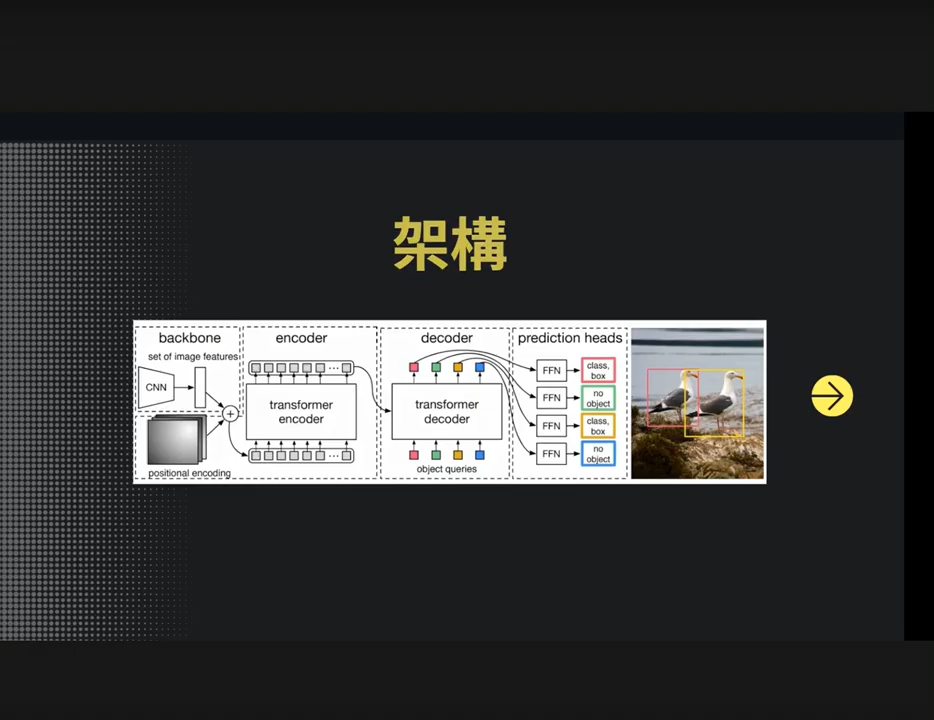 架構
backbone
set of image features
CNN
+
positional encoding
encoder
...
transformer
encoder
...
decoder
transformer
decoder
object queries
prediction heads
FFN
class,
box
FFN
no
object
FFN
class,
box
FFN
no
object